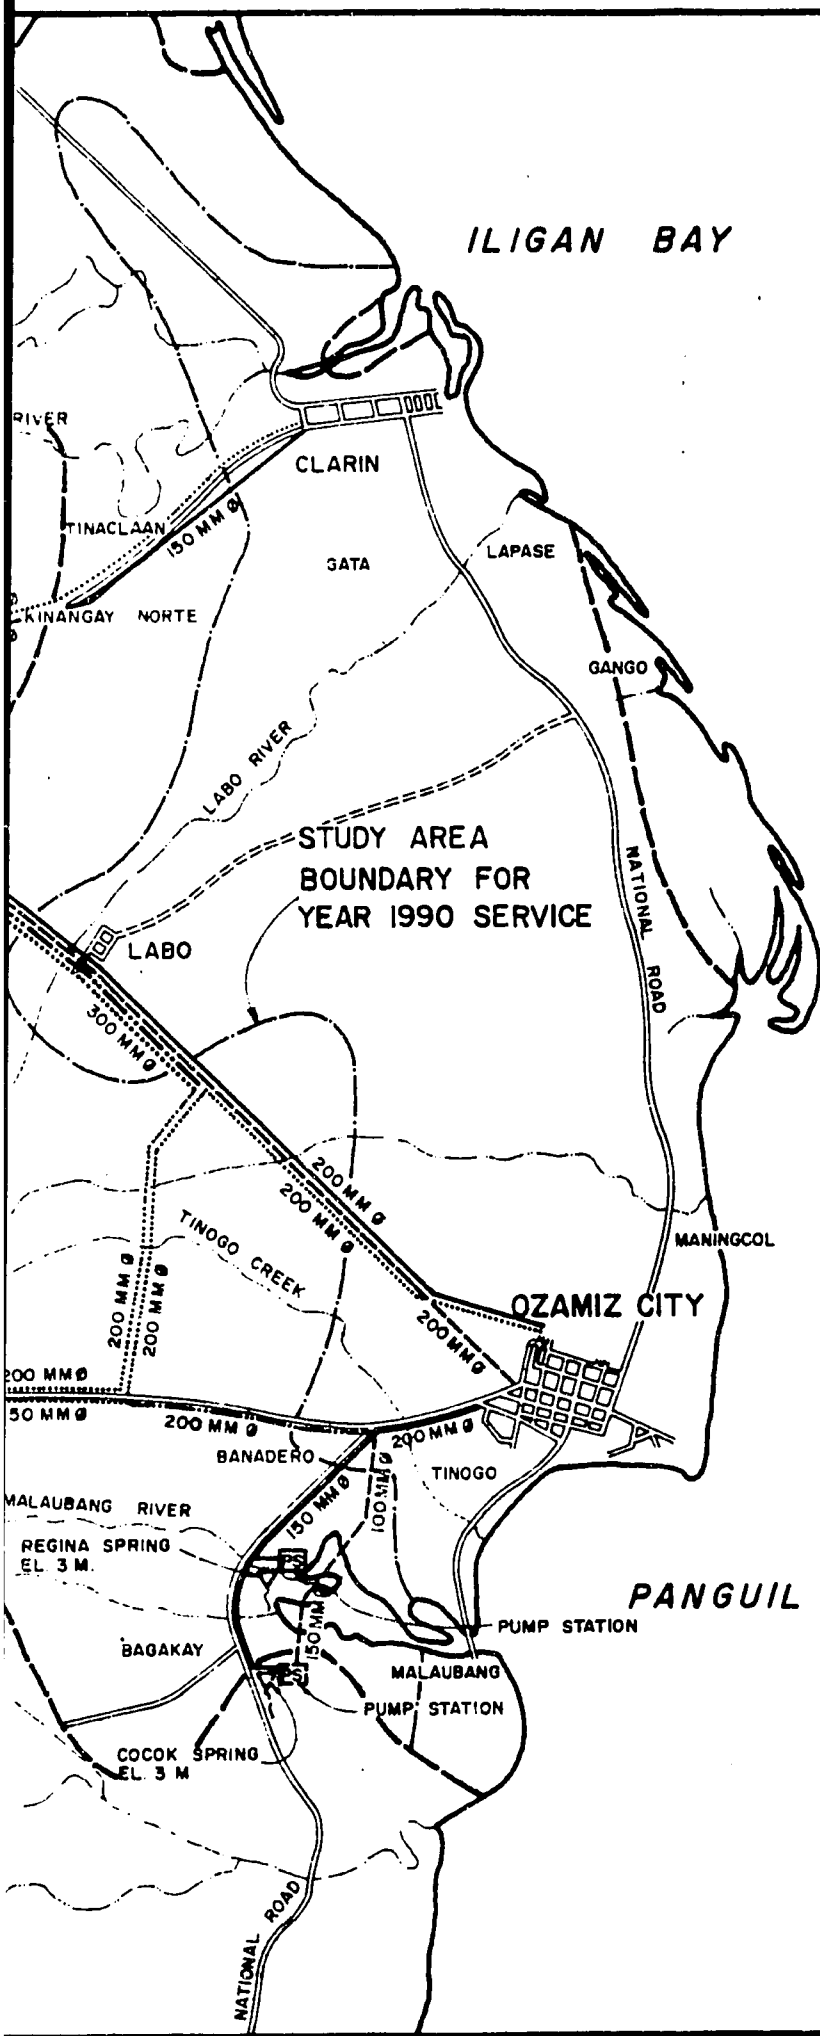 ILIGAN BAY
RIVER
CLARIN
TINACLAAN
150 MM Ø
GATA
LAPASE
KINANGAY NORTE
GANGO
LABO RIVER
STUDY AREA
BOUNDARY FOR
YEAR 1990 SERVICE
NATIONAL ROAD
LABO
300 MM Ø
200 MM Ø
200 MM Ø
TINOGO CREEK
MANINGCOL
200 MM Ø
200 MM Ø
OZAMIZ CITY
200 MM Ø
200 MM Ø
50 MM Ø
200 MM Ø
200 MM Ø
BANADERO
TINOGO
100 MM Ø
150 MM Ø
MALAUBANG RIVER
REGINA SPRING
EL. 3 M.
PS
PANGUIL
150 MM Ø
PUMP STATION
BAGAKAY
MALAUBANG
PS
PUMP STATION
COCOK SPRING
EL. 3 M
NATIONAL ROAD